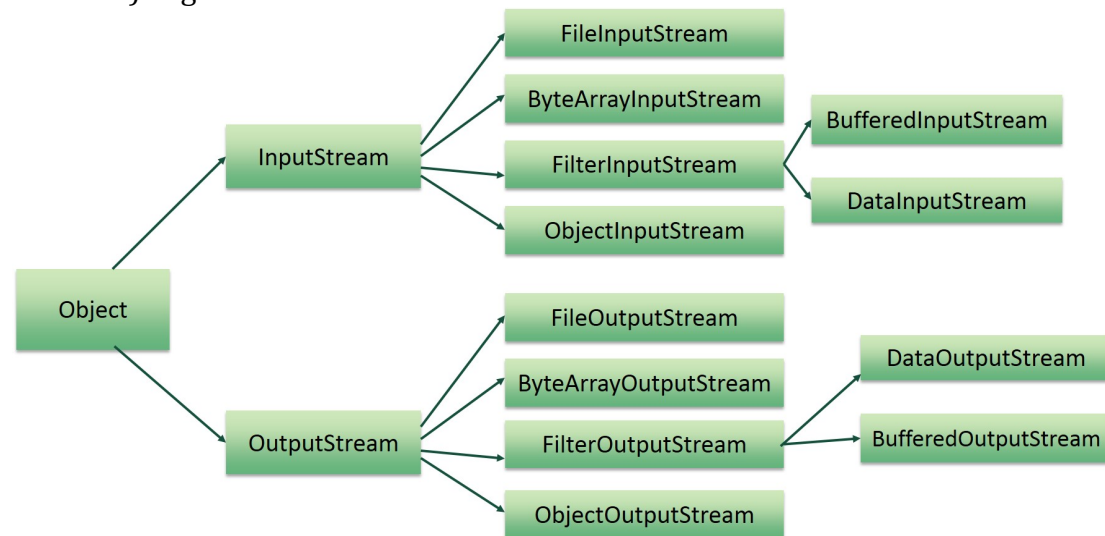 FileInputStream
ByteArrayInputStream
BufferedInputStream
InputStream
FilterInputStream
DataInputStream
ObjectInputStream
Object
FileOutputStream
DataOutputStream
ByteArrayOutputStream
OutputStream
FilterOutputStream
BufferedOutputStream
ObjectOutputStream